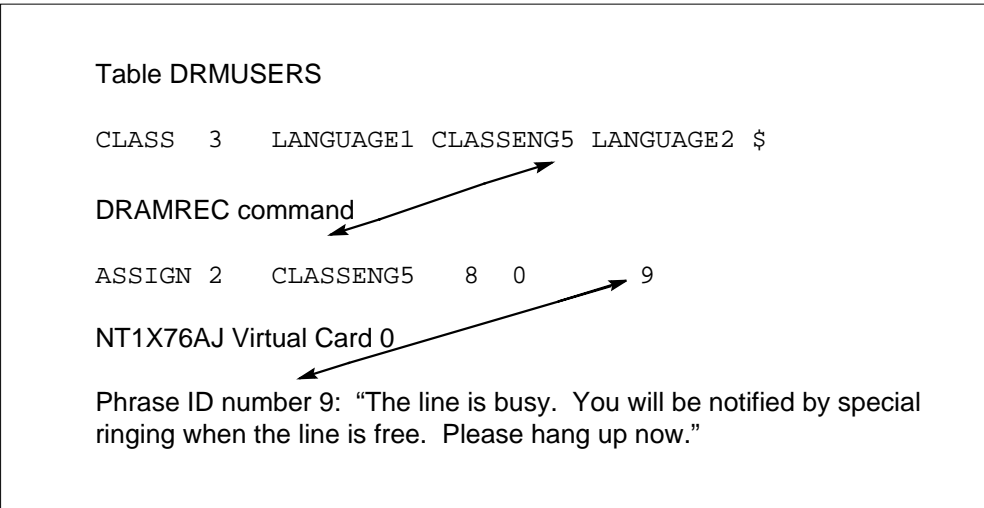 Table DRMUSERS
CLASS 3 LANGUAGE1 CLASSENG5 LANGUAGE2 $
DRAMREC command
ASSIGN 2 CLASSENG5 8 0 9
NT1X76AJ Virtual Card 0
Phrase ID number 9: “The line is busy. You will be notified by special
ringing when the line is free. Please hang up now.”